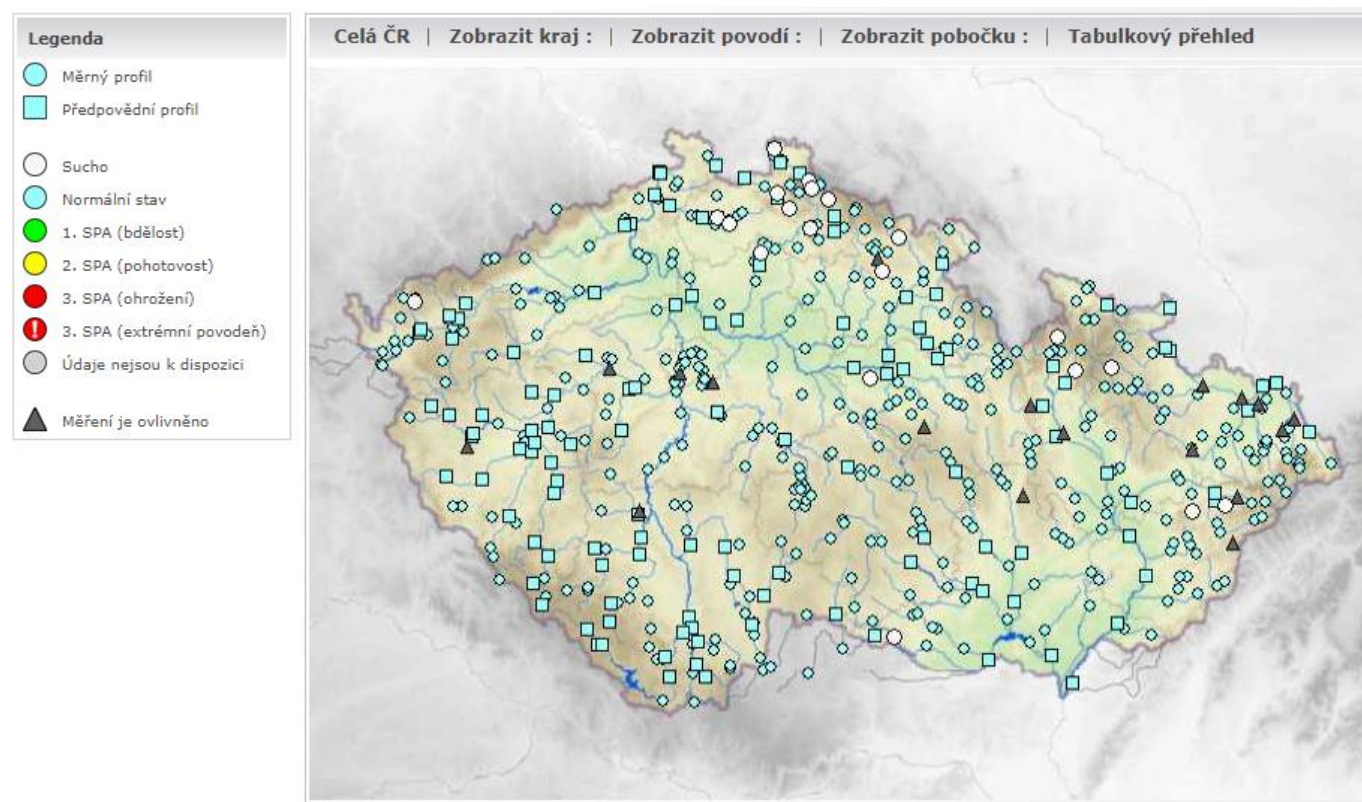 Legenda
Měrný profil
Předpovědní profil
Sucho
Normální stav
1. SPA (bdělost)
2. SPA (pohotovost)
3. SPA (ohrožení)
3. SPA (extrémní povodeň)
Údaje nejsou k dispozici
Měření je ovlivněno
Celá ČR | Zobrazit kraj : | Zobrazit povodí : | Zobrazit pobočku : | Tabulkový přehled